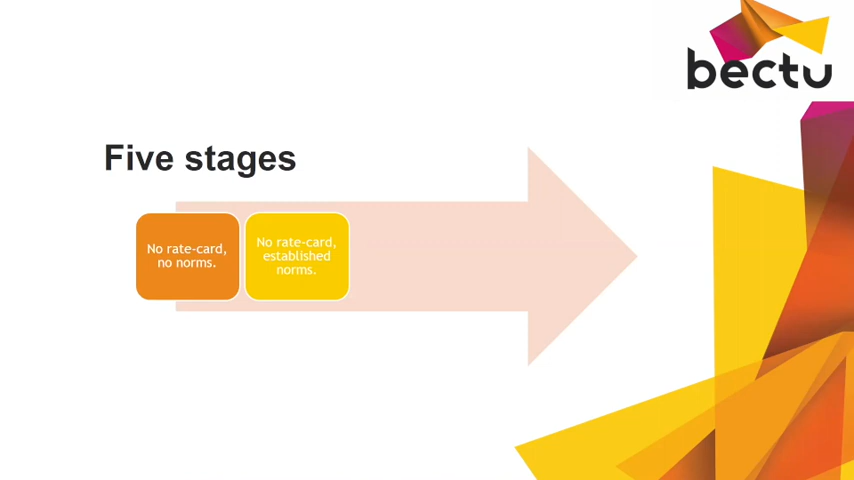 bectu
Five stages
No rate-card,
no norms.
No rate-card,
established
norms.